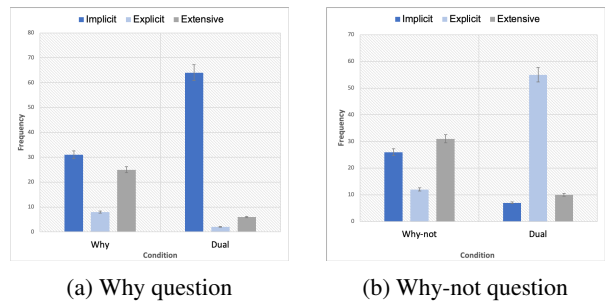 Implicit Explicit Extensive
80
70
60
50
40
30
20
10
0
Frequency
Why Dual
Condition
(a) Why question
Implicit Explicit Extensive
70
60
50
40
30
20
10
0
Frequency
Why-not Dual
Condition
(b) Why-not question